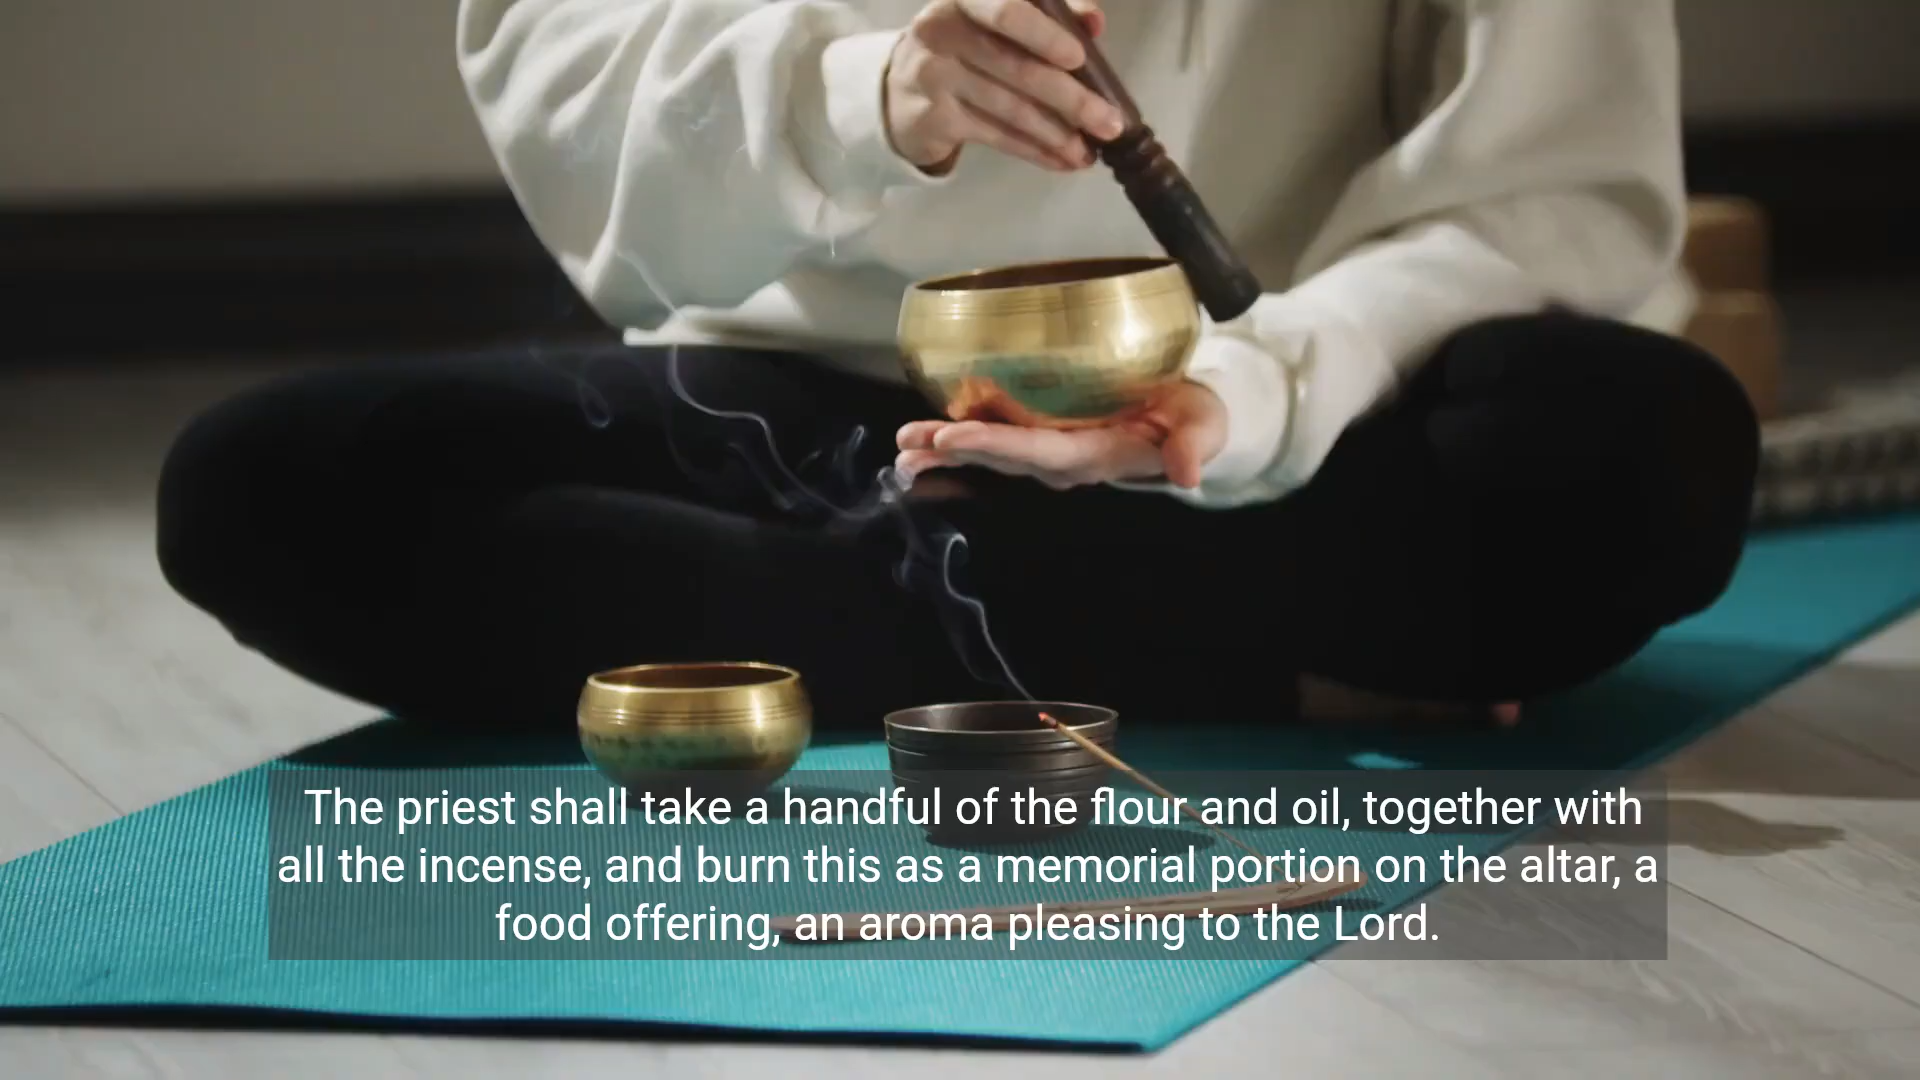 The priest shall take a handful of the flour and oil, together with
all the incense, and burn this as a memorial portion on the altar, a
food offering, an aroma pleasing to the Lord.